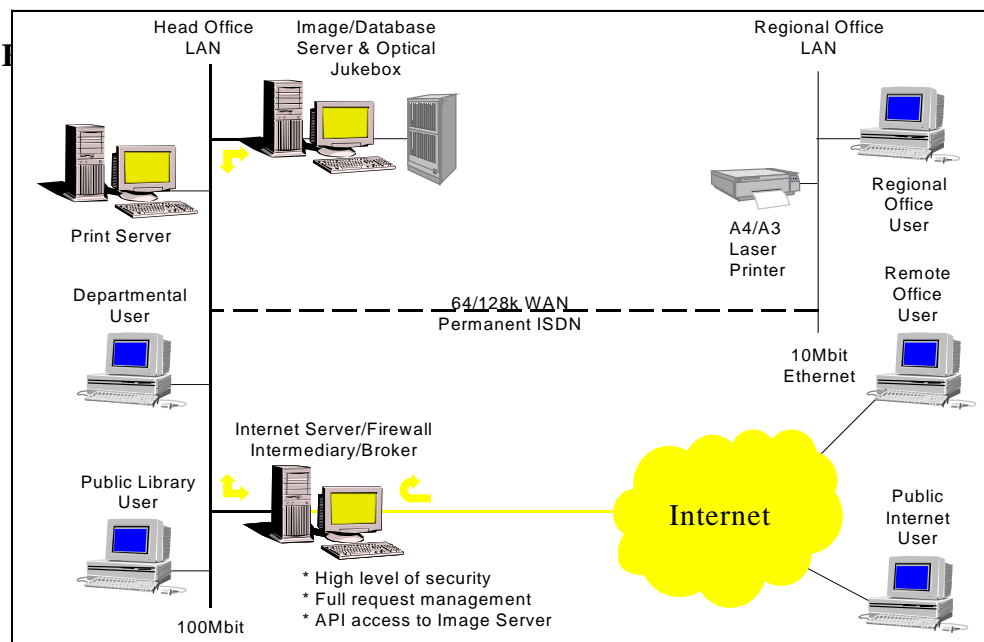 Head Office
LAN
Image/Database
Server & Optical
Jukebox
Regional Office
LAN
Print Server
Regional
Office
User
A4/A3
Laser
Printer
Departmental
User
64/128k WAN
Permanent ISDN
Remote
Office
User
10Mbit
Ethernet
Internet Server/Firewall
Intermediary/Broker
Public Library
User
Internet
Public
Internet
User
* High level of security
* Full request management
* API access to Image Server
100Mbit